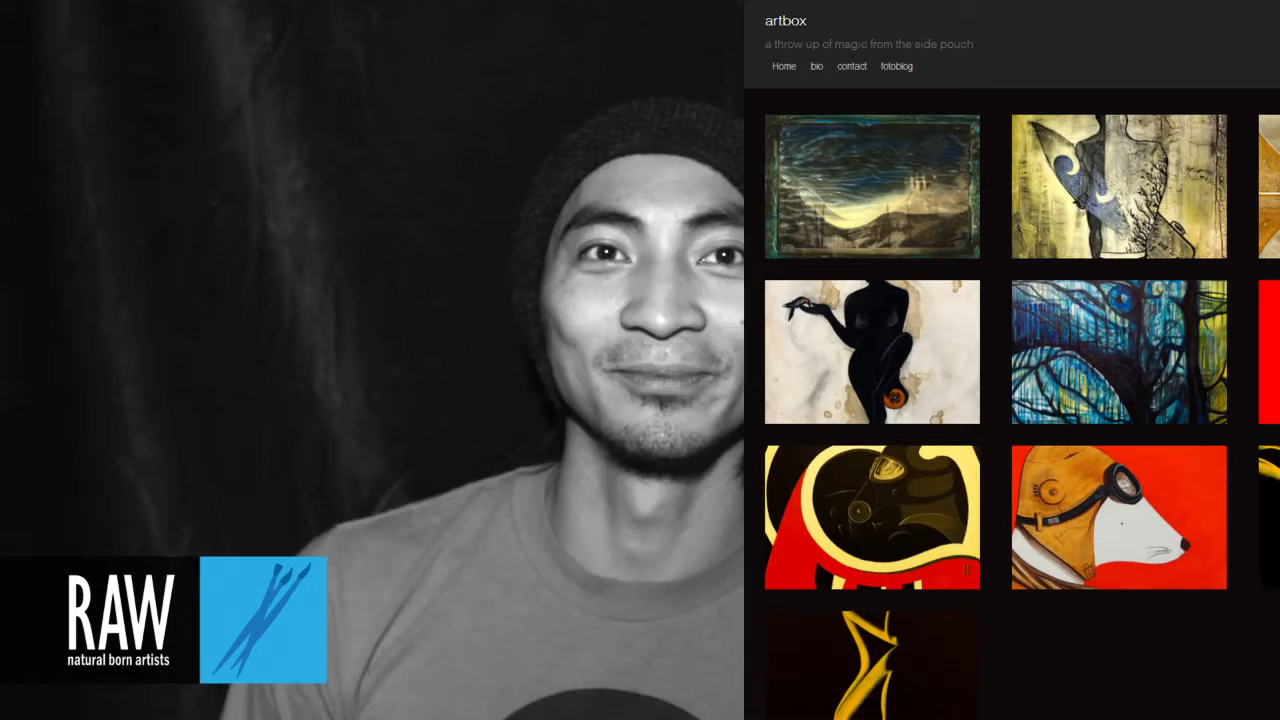 RAW
natural born artists
artbox
a throw up of magic from the side pouch
Home bio contact fotoblog